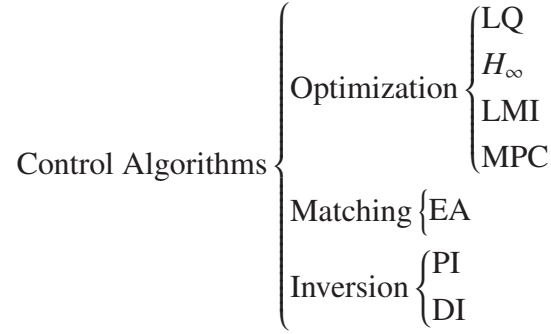 LQ
H∞
Optimization
LMI
MPC
Control Algorithms
Matching
EA
Inversion
PI
DI